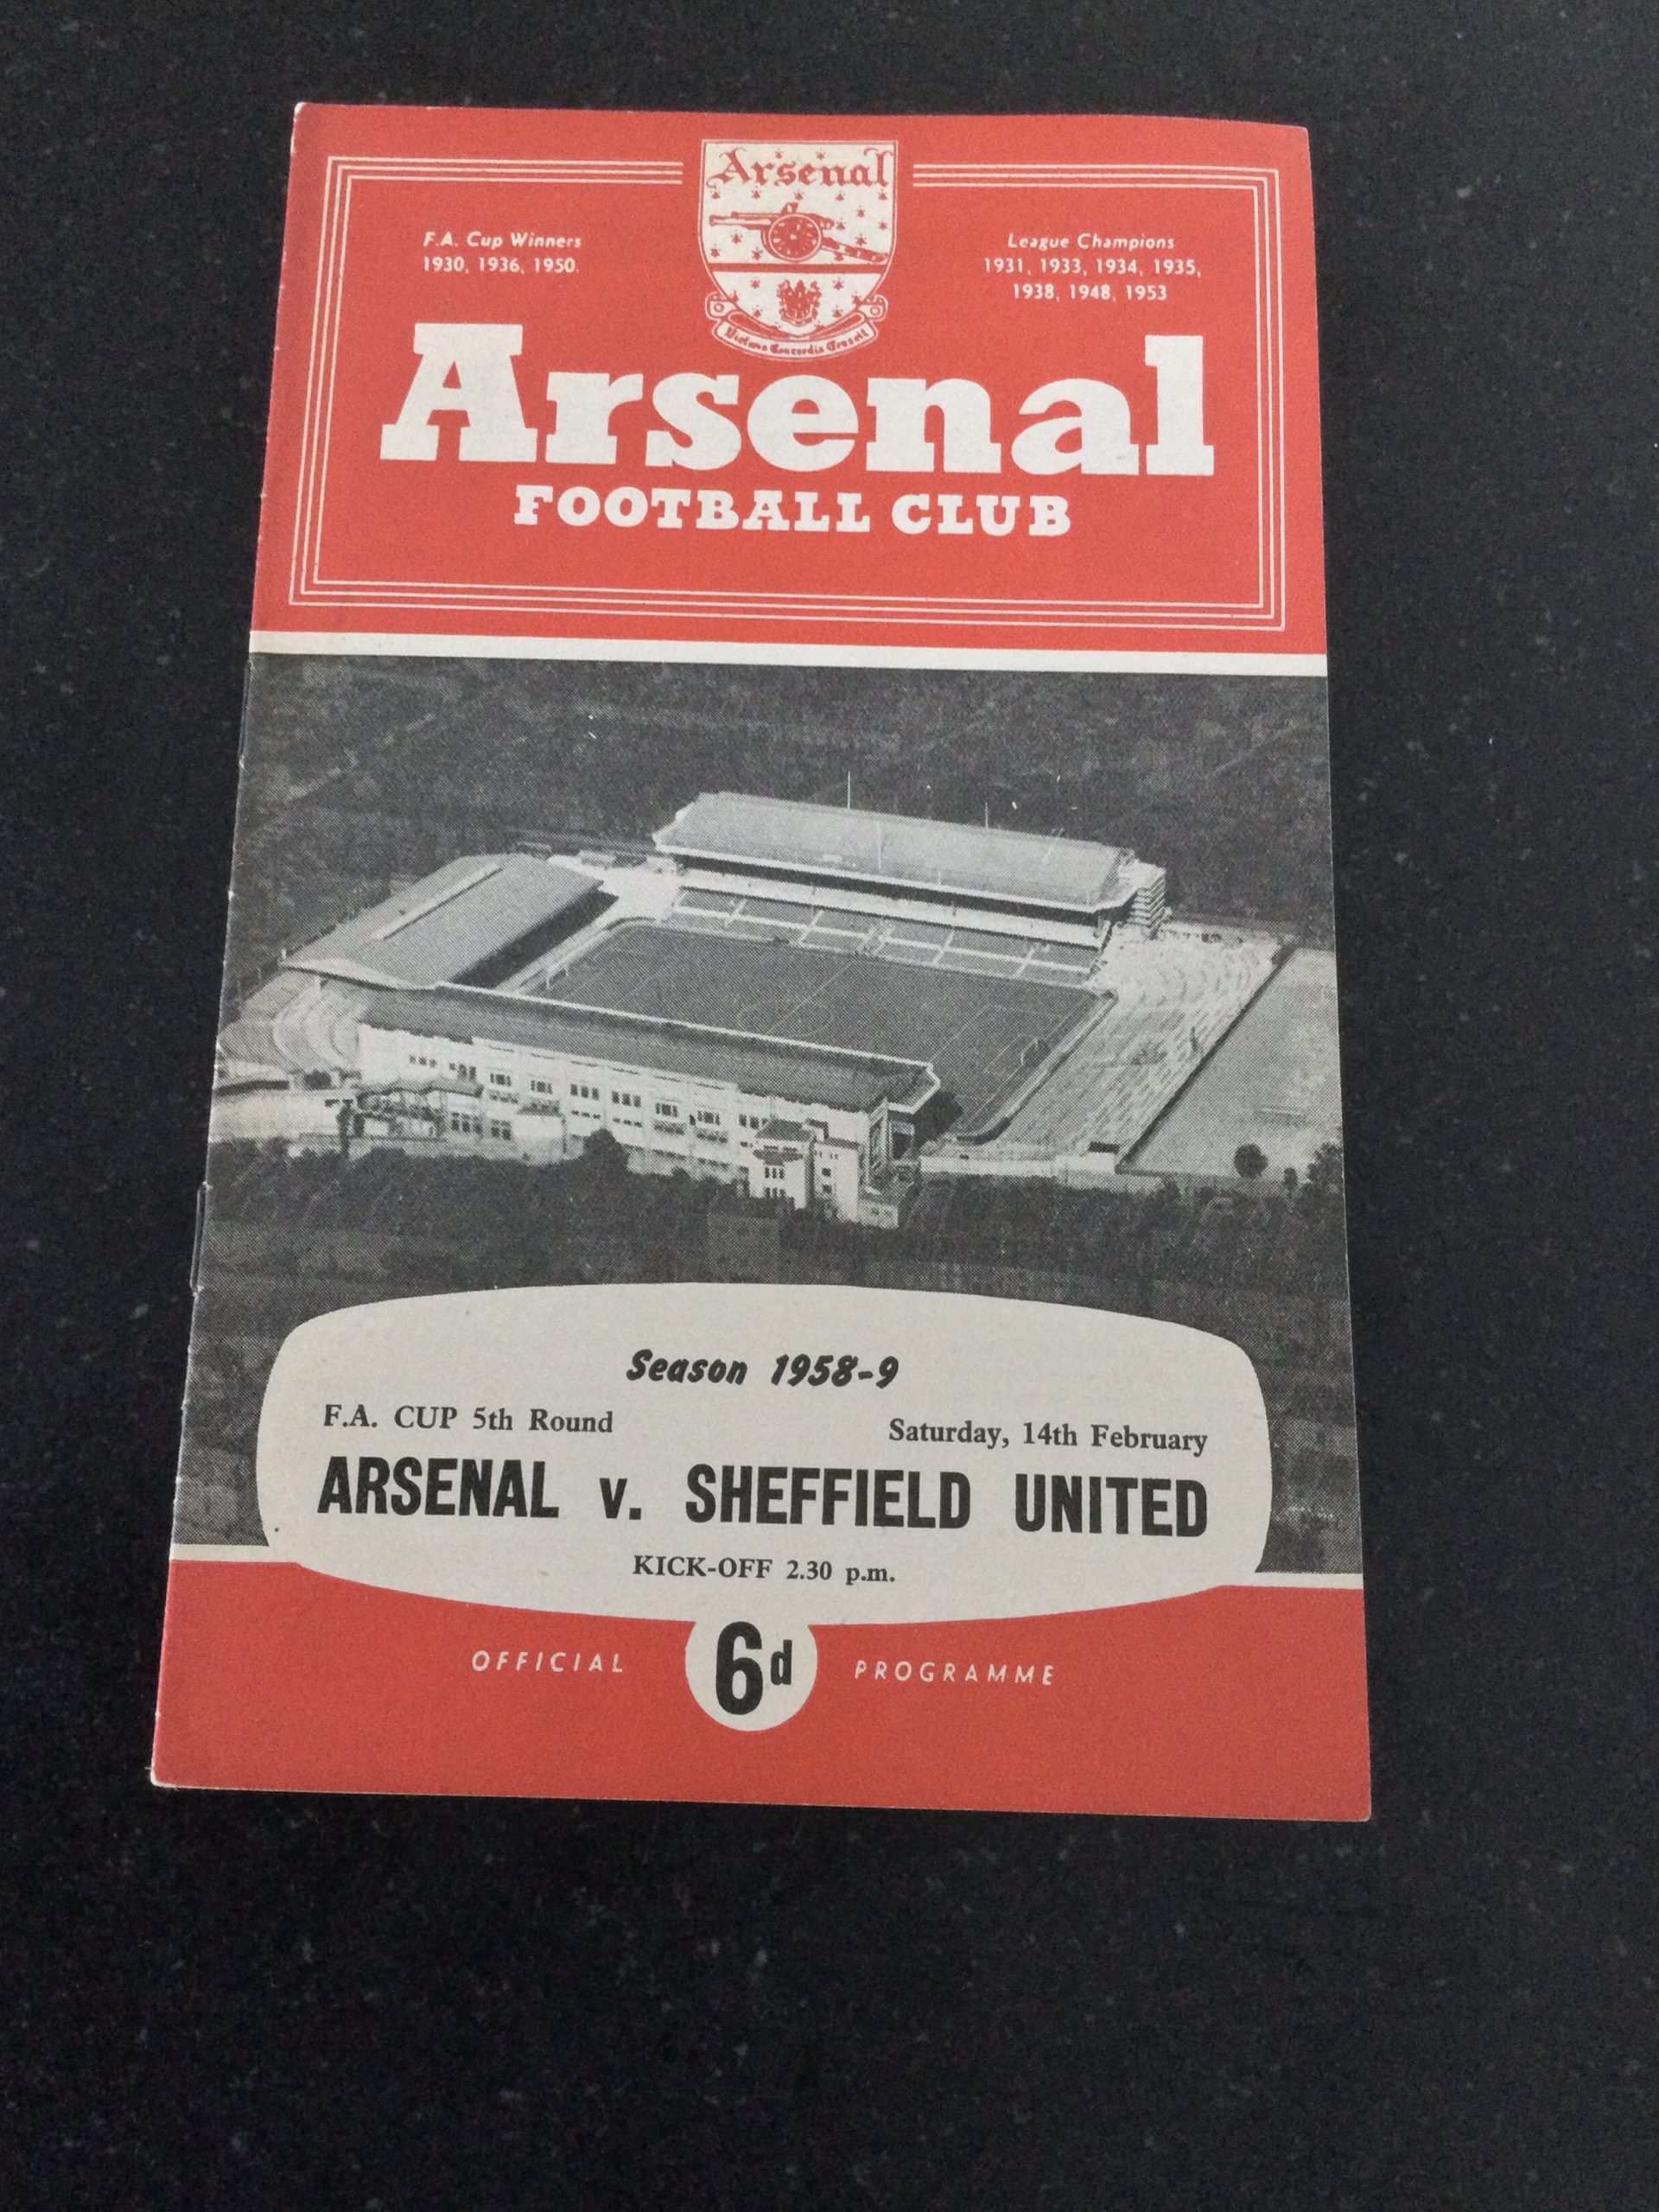 Arsenal
F.A. Cup Winners
1930, 1936, 1950.
League Champions
1931, 1933, 1934, 1935,
1938, 1948, 1953
Victoria Concordia Crescit
Arsenal
FOOTBALL CLUB
Season 1958-9
F.A. CUP 5th Round
Saturday, 14th February
ARSENAL v. SHEFFIELD UNITED
KICK-OFF 2.30 p.m.
OFFICIAL 6d PROGRAMME